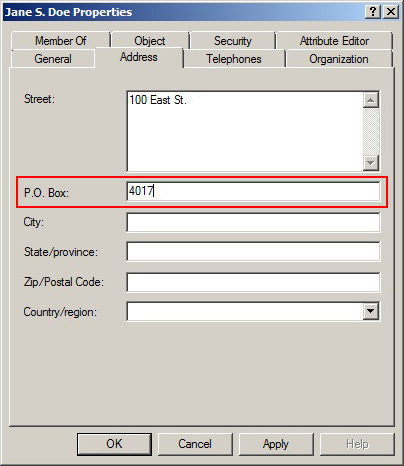 Jane S. Doe Properties
Member Of Object Security Attribute Editor
General Address Telephones Organization
Street: 100 East St.
P.O. Box: 4017
City:
State/province:
Zip/Postal Code:
Country/region:
OK Cancel Apply Help